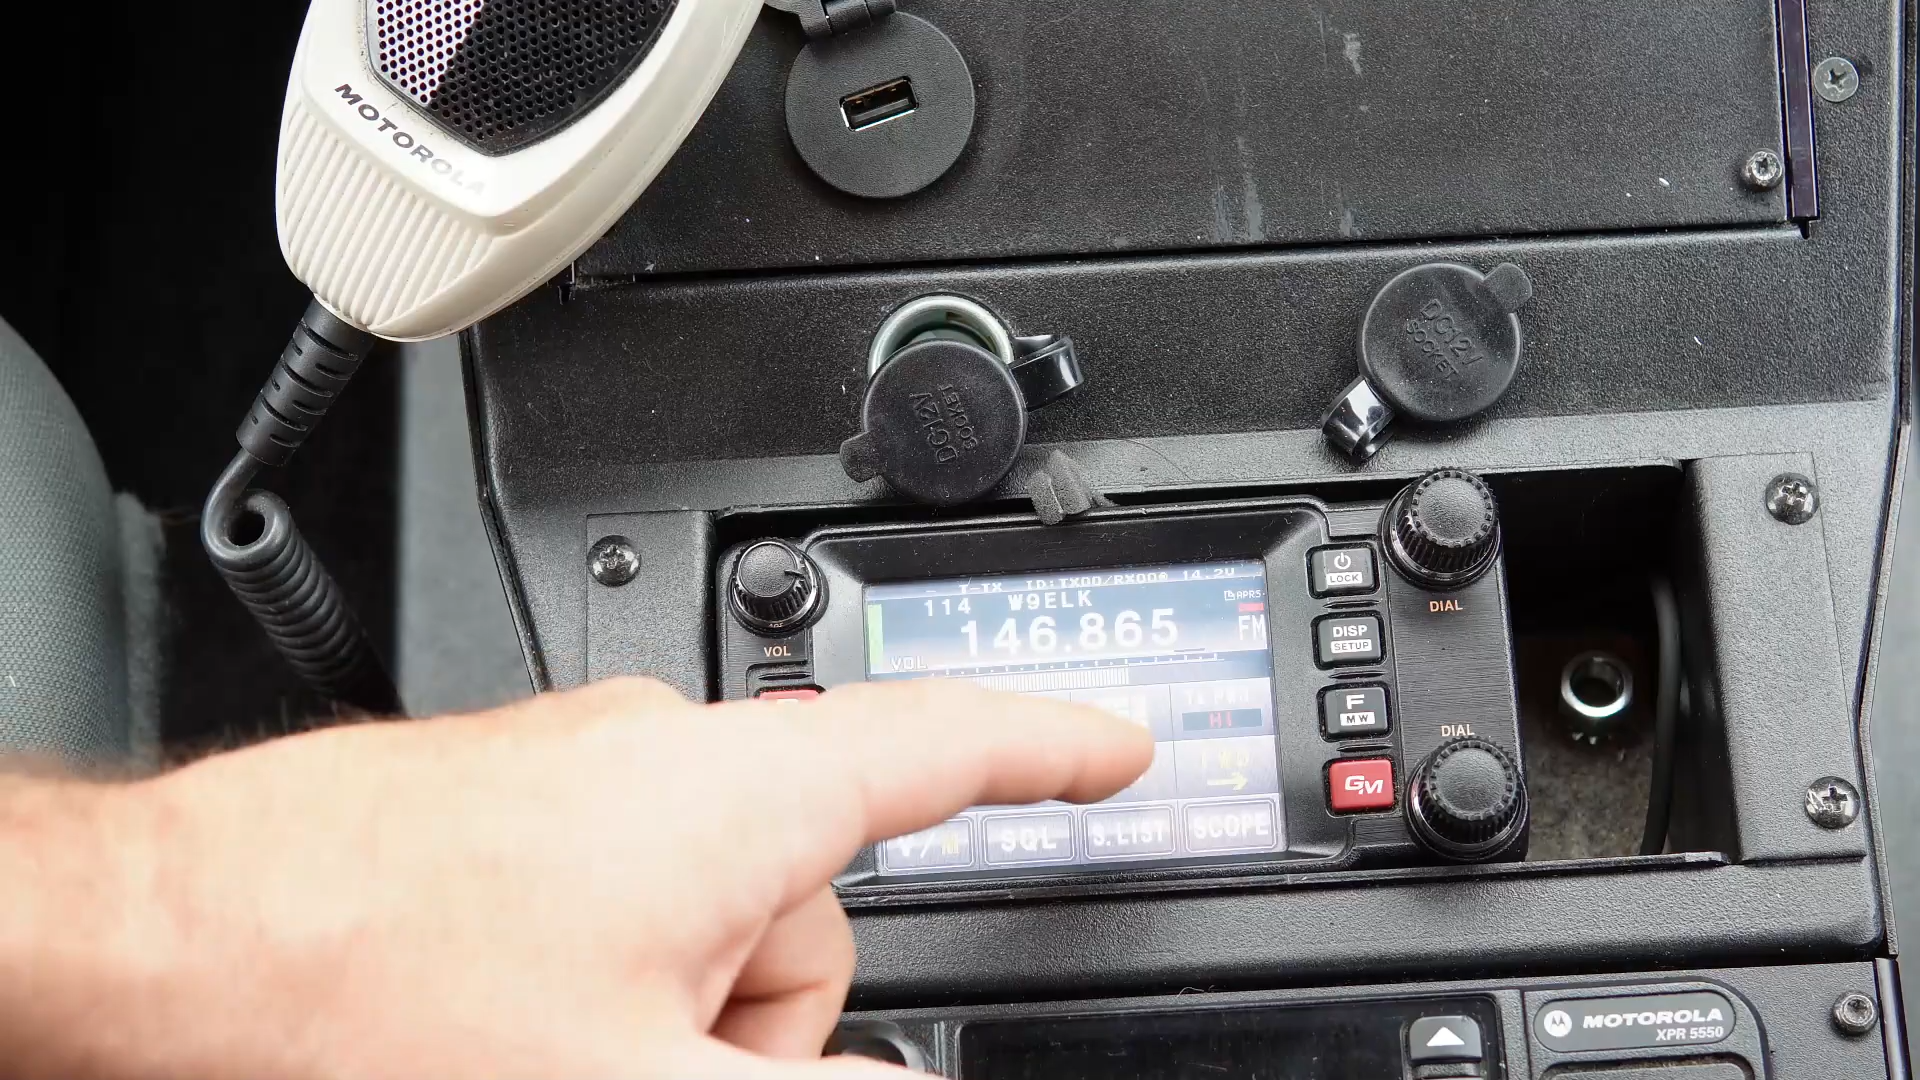 MOTOROLA
DC12V
SOCKET
DC12V
SOCKET
T-TX ID:TX00/RX00 14.2V
114 W9ELK
APRS
146.865
FM
VOL
VOL
TX PWR
HI
FWD
V/M
SQL
S.LIST
SCOPE
LOCK
DISP
SETUP
F
MW
GM
DIAL
DIAL
MOTOROLA
XPR 5550